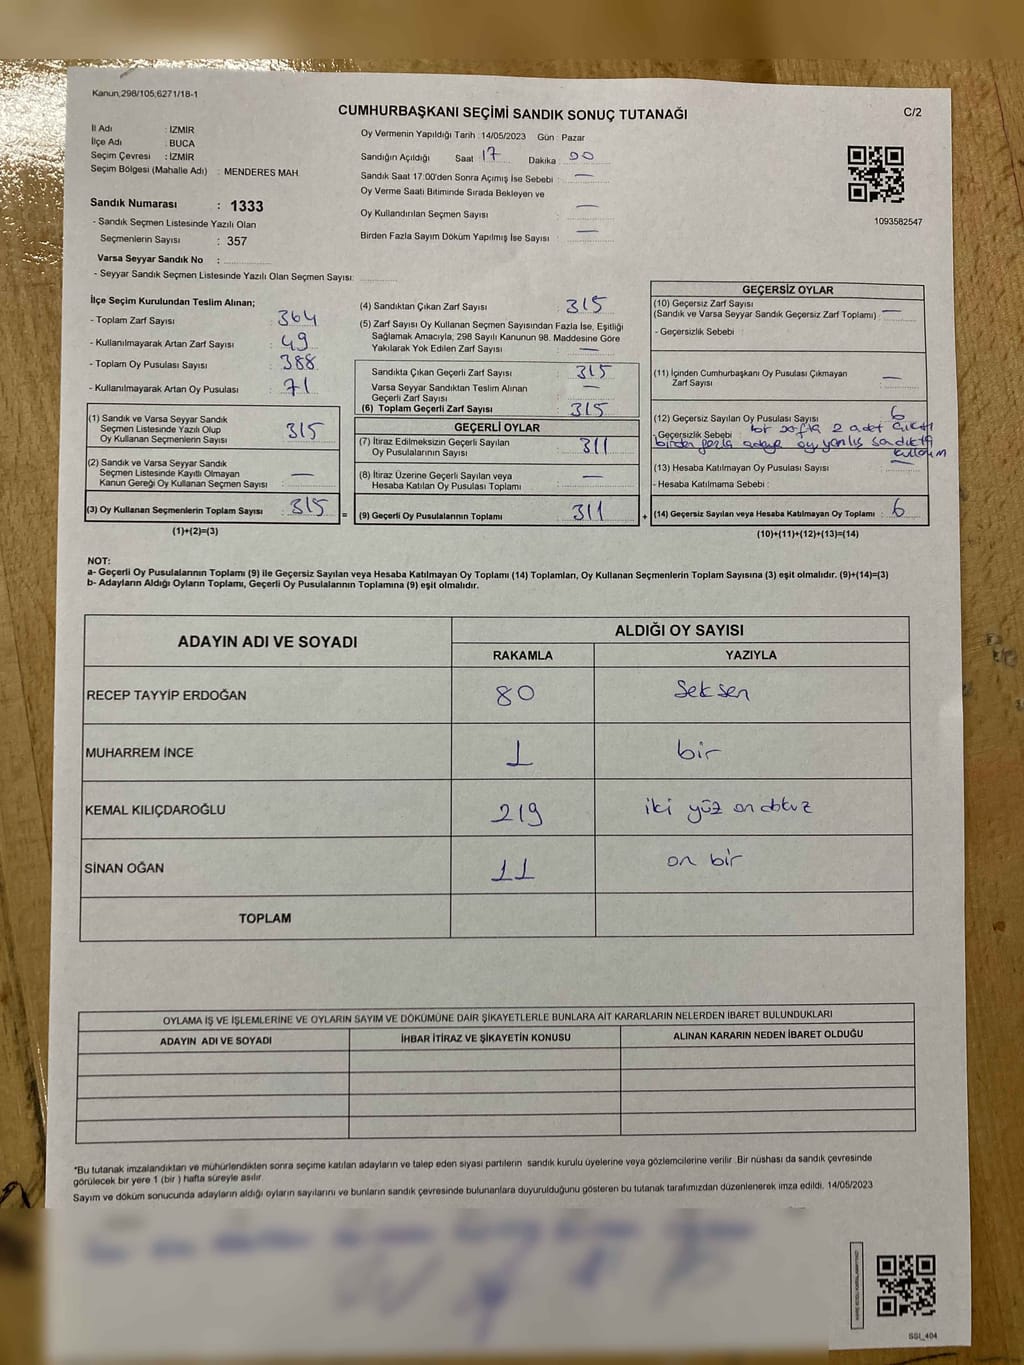 Kanun,298/105,6271/18-1
CUMHURBAŞKANI SEÇİMİ SANDIK SONUÇ TUTANAĞI
C/2
İl Adı : İZMİR
İlçe Adı : BUCA
Seçim Çevresi : İZMİR
Seçim Bölgesi (Mahalle Adı) : MENDERES MAH.
Sandık Numarası : 1333
- Sandık Seçmen Listesinde Yazılı Olan
Seçmenlerin Sayısı : 357
Varsa Seyyar Sandık No :
- Seyyar Sandık Seçmen Listesinde Yazılı Olan Seçmen Sayısı:
Oy Vermenin Yapıldığı Tarih : 14/05/2023 Gün : Pazar
Sandığın Açıldığı Saat 17 Dakika : 00
Sandık Saat 17:00'den Sonra Açımış İse Sebebi : —
Oy Verme Saati Bitiminde Sırada Bekleyen ve
Oy Kullandırılan Seçmen Sayısı —
Birden Fazla Sayım Döküm Yapılmış İse Sayısı : —
1093582547
İlçe Seçim Kurulundan Teslim Alınan;
- Toplam Zarf Sayısı : 364
- Kullanılmayarak Artan Zarf Sayısı : 49
- Toplam Oy Pusulası Sayısı : 388
- Kullanılmayarak Artan Oy Pusulası : 71
(1) Sandık ve Varsa Seyyar Sandık
Seçmen Listesinde Yazılı Olup
Oy Kullanan Seçmenlerin Sayısı : 315
(2) Sandık ve Varsa Seyyar Sandık
Seçmen Listesinde Kayıtlı Olmayan
Kanun Gereği Oy Kullanan Seçmen Sayısı : —
(3) Oy Kullanan Seçmenlerin Toplam Sayısı : 315
(1)+(2)=(3)
=
(4) Sandıktan Çıkan Zarf Sayısı : 315
(5) Zarf Sayısı Oy Kullanan Seçmen Sayısından Fazla İse, Eşitliği
Sağlamak Amacıyla, 298 Sayılı Kanunun 98. Maddesine Göre
Yakılarak Yok Edilen Zarf Sayısı : —
Sandıkta Çıkan Geçerli Zarf Sayısı : 315
Varsa Seyyar Sandıktan Teslim Alınan
Geçerli Zarf Sayısı : —
(6) Toplam Geçerli Zarf Sayısı : 315
GEÇERLİ OYLAR
(7) İtiraz Edilmeksizin Geçerli Sayılan
Oy Pusulalarının Sayısı : 311
(8) İtiraz Üzerine Geçerli Sayılan veya
Hesaba Katılan Oy Pusulası Toplamı : —
(9) Geçerli Oy Pusulalarının Toplamı : 311
+
GEÇERSİZ OYLAR
(10) Geçersiz Zarf Sayısı
(Sandık ve Varsa Seyyar Sandık Geçersiz Zarf Toplamı) : —
- Geçersizlik Sebebi :
(11) İçinden Cumhurbaşkanı Oy Pusulası Çıkmayan
Zarf Sayısı : —
(12) Geçersiz Sayılan Oy Pusulası Sayısı : 6
- Geçersizlik Sebebi : bir zarfta 2 adet çıktı
birden fazla adaya oy yanlış sandıkta
(13) Hesaba Katılmayan Oy Pusulası Sayısı : —
- Hesaba Katılmama Sebebi :
(14) Geçersiz Sayılan veya Hesaba Katılmayan Oy Toplamı : 6
(10)+(11)+(12)+(13)=(14)
NOT:
a- Geçerli Oy Pusulalarının Toplamı (9) ile Geçersiz Sayılan veya Hesaba Katılmayan Oy Toplamı (14) Toplamları, Oy Kullanan Seçmenlerin Toplam Sayısına (3) eşit olmalıdır. (9)+(14)=(3)
b- Adayların Aldığı Oyların Toplamı, Geçerli Oy Pusulalarının Toplamına (9) eşit olmalıdır.
ADAYIN ADI VE SOYADI
ALDIĞI OY SAYISI
RAKAMLA YAZIYLA
RECEP TAYYİP ERDOĞAN 80 Seksen
MUHARREM İNCE 1 bir
KEMAL KILIÇDAROĞLU 219 iki yüz on dokuz
SİNAN OĞAN 11 on bir
TOPLAM
OYLAMA İŞ VE İŞLEMLERİNE VE OYLARIN SAYIM VE DÖKÜMÜNE DAİR ŞİKAYETLERLE BUNLARA AİT KARARLARIN NELERDEN İBARET BULUNDUKLARI
ADAYIN ADI VE SOYADI İHBAR İTİRAZ VE ŞİKAYETİN KONUSU ALINAN KARARIN NEDEN İBARET OLDUĞU
*Bu tutanak imzalandıktan ve mühürlendikten sonra seçime katılan adayların ve talep eden siyasi partilerin sandık kurulu üyelerine veya gözlemcilerine verilir. Bir nüshası da sandık çevresinde
görülecek bir yere 1 (bir) hafta süreyle asılır.
Sayım ve döküm sonucunda adayların aldığı oyların sayılarını ve bunların sandık çevresinde bulunanlara duyurulduğunu gösteren bu tutanak tarafımızdan düzenlenerek imza edildi. 14/05/2023
SSI_404